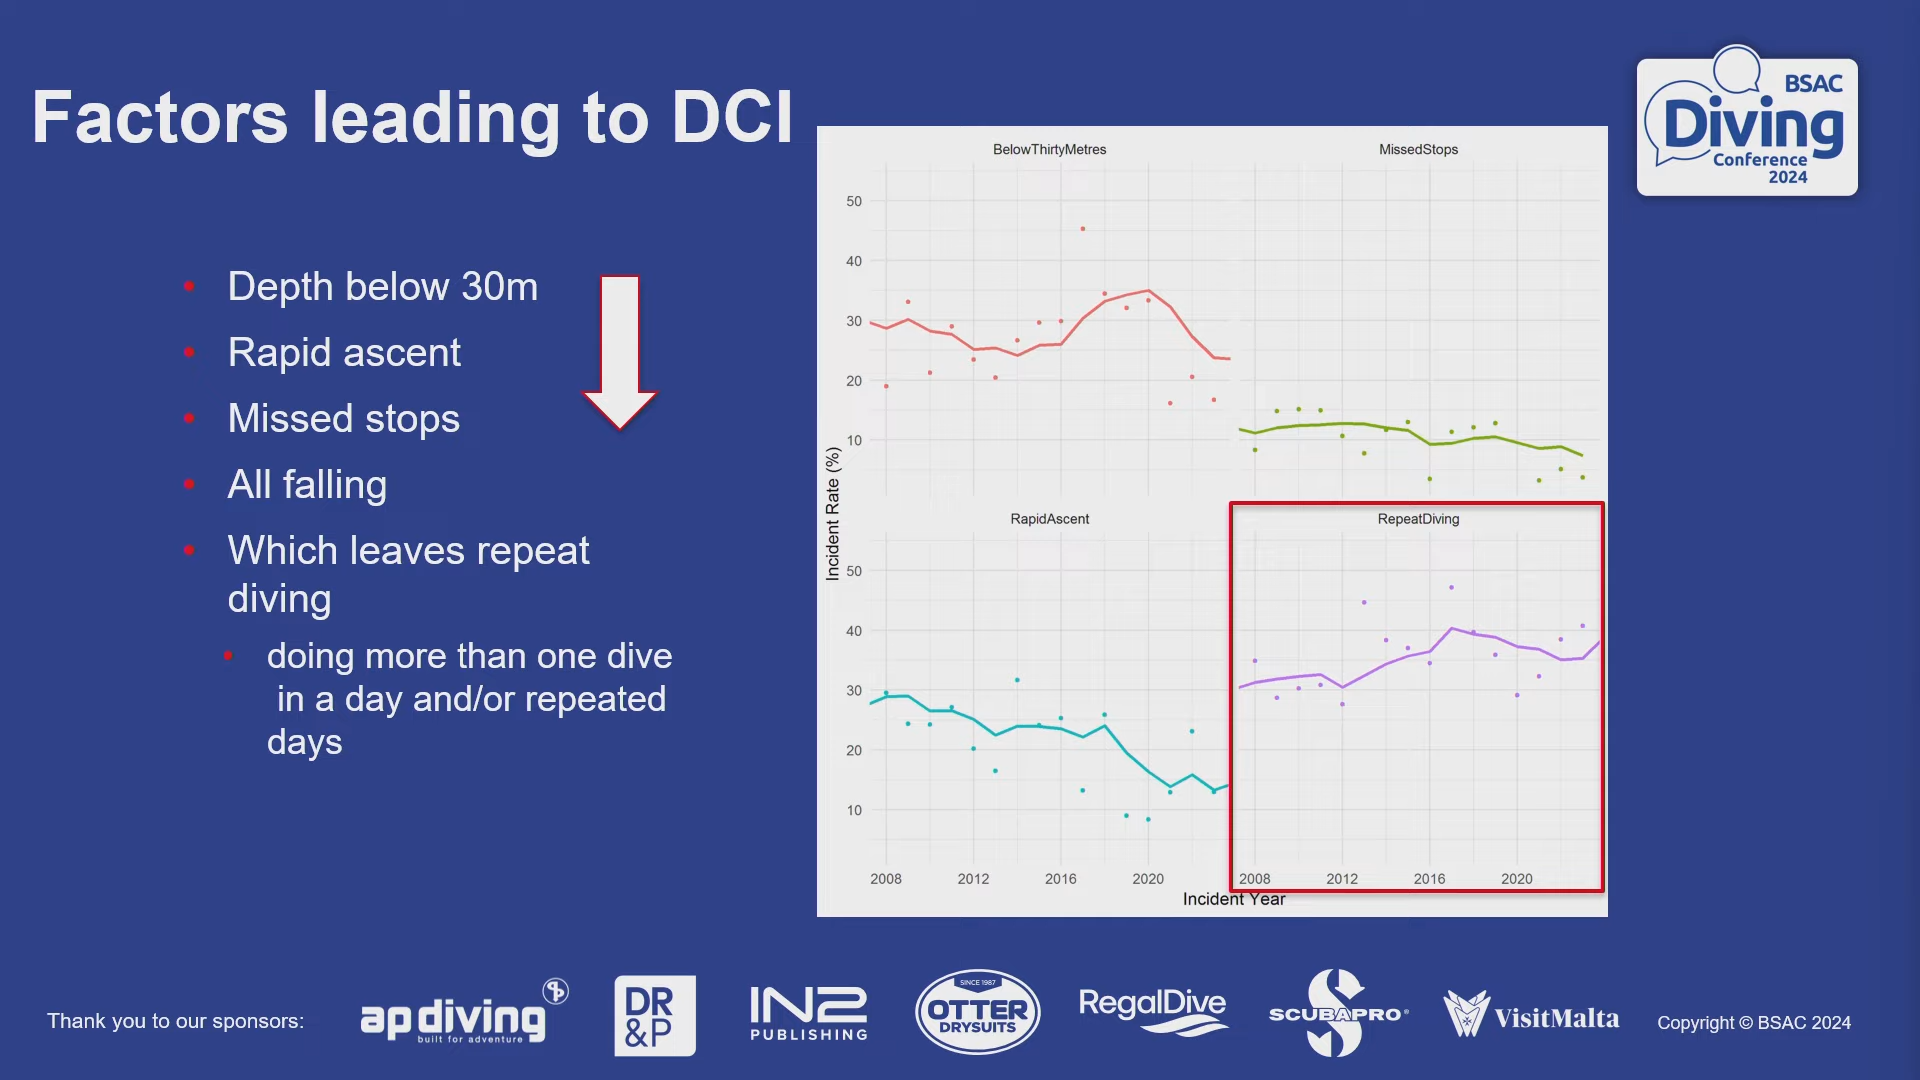 Factors leading to DCI
BSAC
Diving
Conference
2024
Depth below 30m
Rapid ascent
Missed stops
All falling
Which leaves repeat
diving
doing more than one dive
in a day and/or repeated
days
BelowThirtyMetres
MissedStops
50
40
30
20
10
Incident Rate (%)
RapidAscent
RepeatDiving
50
40
30
20
10
2008 2012 2016 2020
2008 2012 2016 2020
Incident Year
Thank you to our sponsors:
ap diving
built for adventure
DR
&P
IN2
PUBLISHING
SINCE 1987
OTTER
DRYSUITS
RegalDive
SCUBAPRO®
VisitMalta
Copyright © BSAC 2024